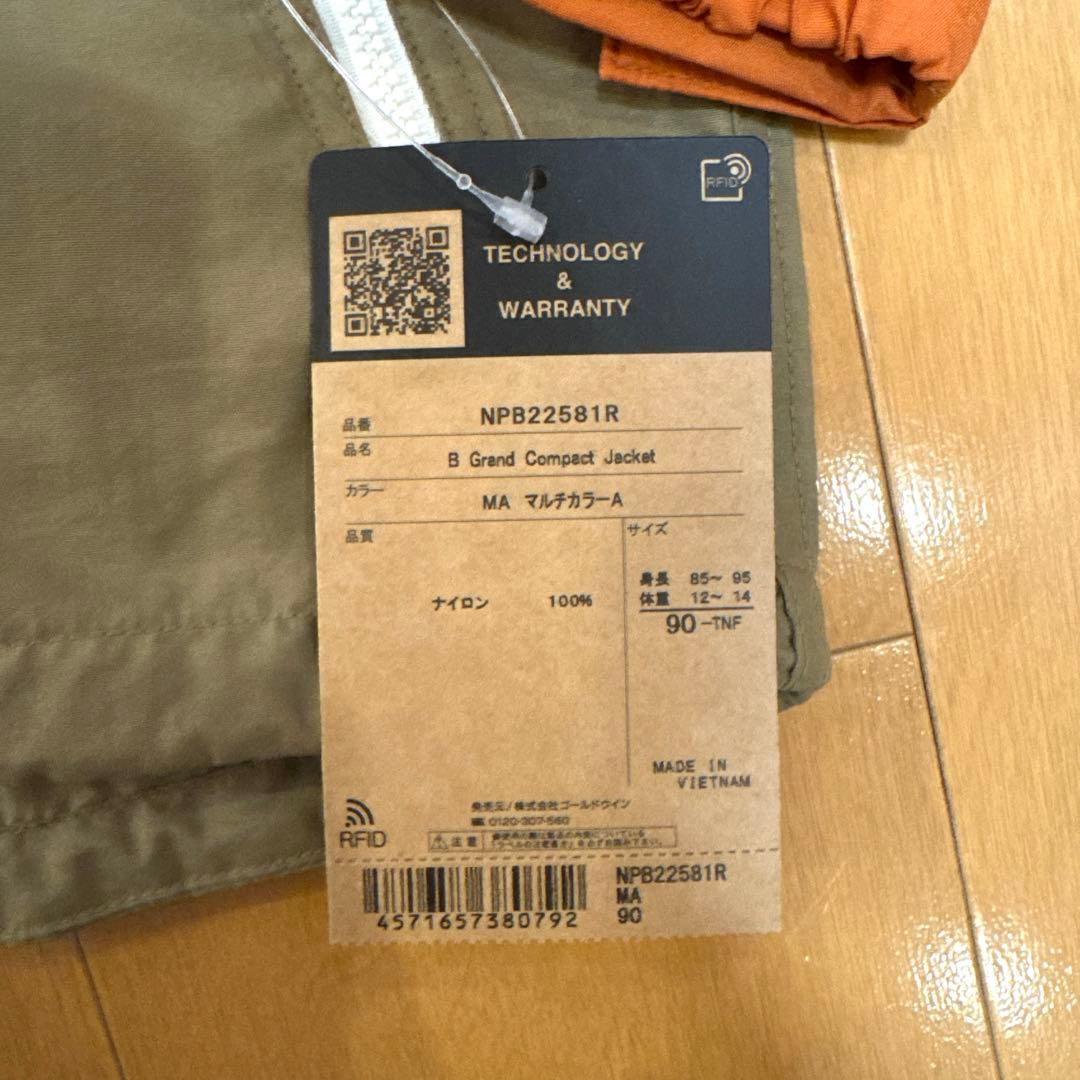 RFID
TECHNOLOGY
&
WARRANTY
品番 NPB22581R
品名 B Grand Compact Jacket
カラー MA マルチカラーA
品質
サイズ
身長 85~ 95
体重 12~ 14
90-TNF
ナイロン 100%
MADE IN
VIETNAM
発売元/株式会社ゴールドウイン
0120-307-560
RFID
注意
4571657380792
NPB22581R
MA
90